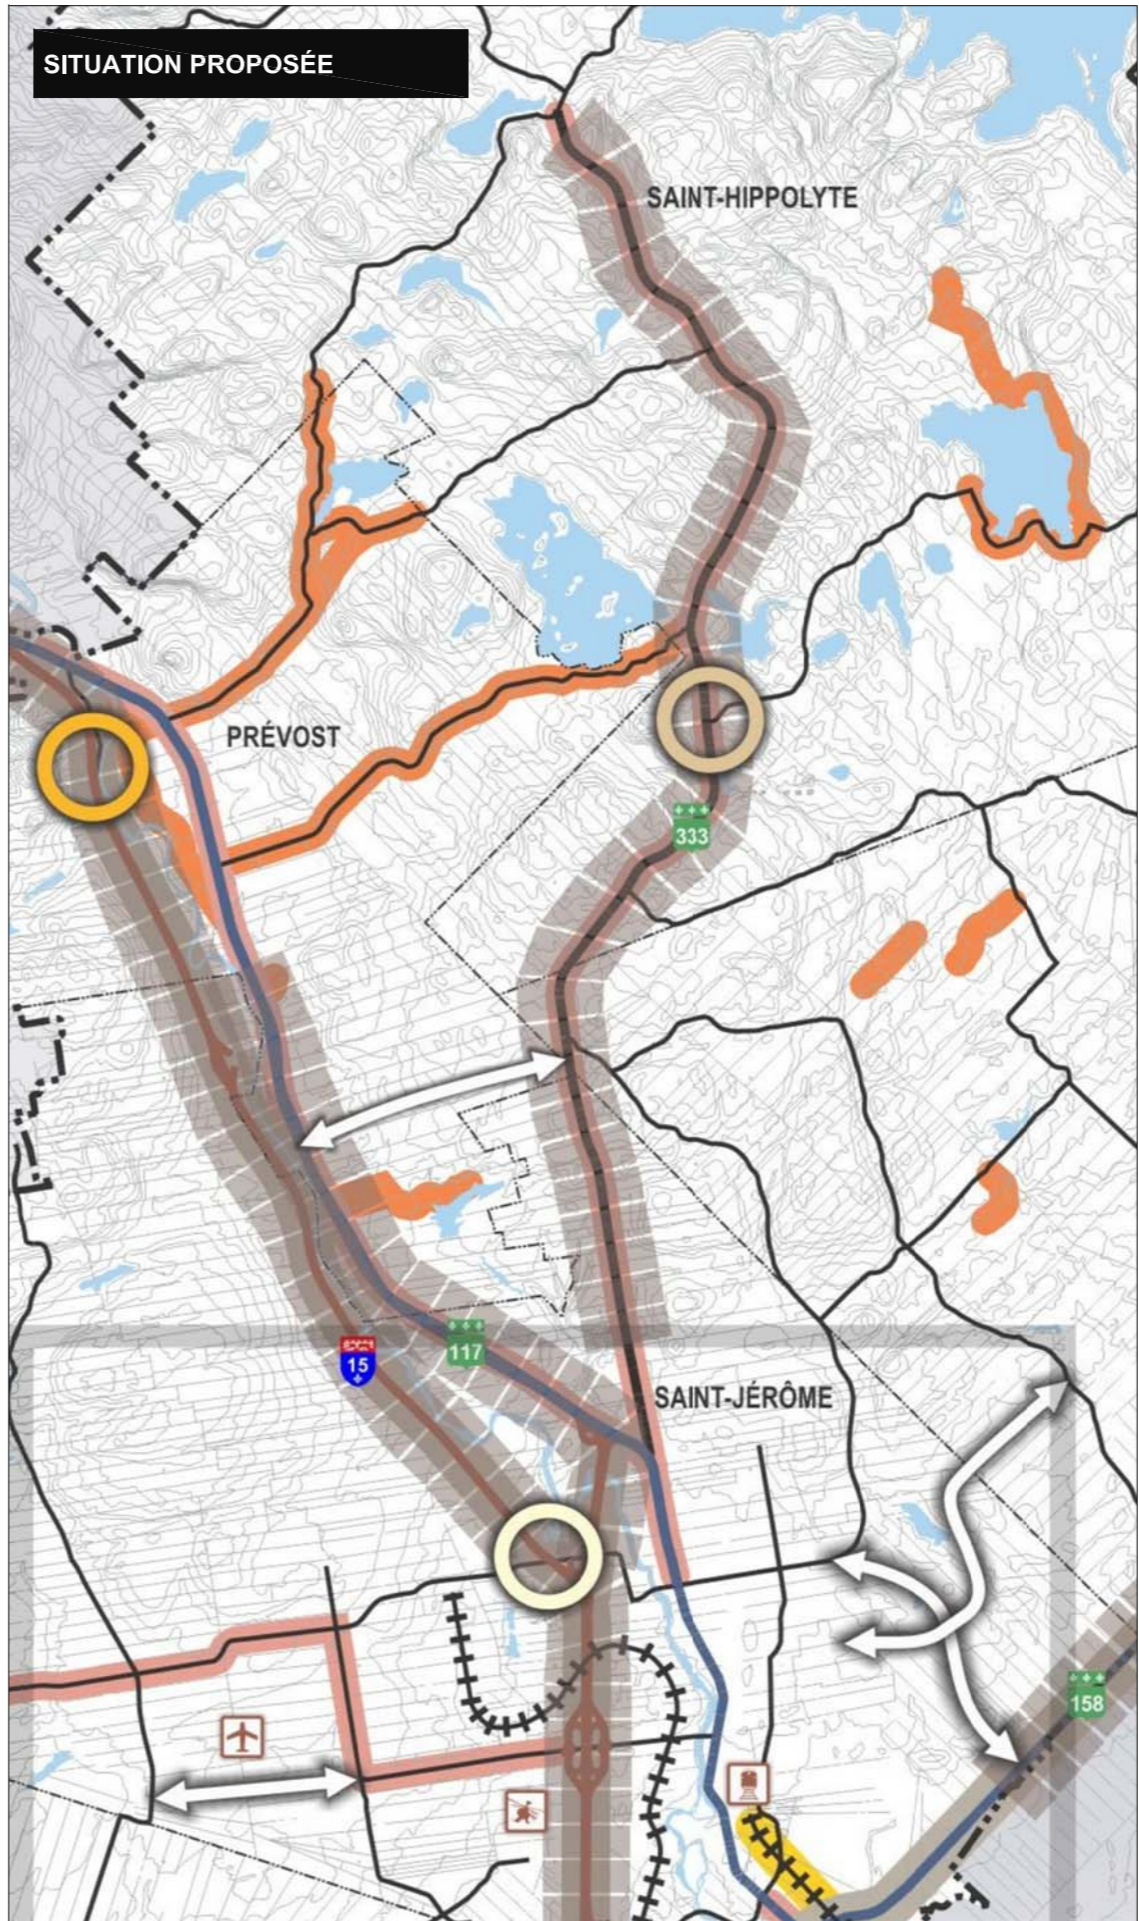 SITUATION PROPOSÉE
SAINT-HIPPOLYTE
PRÉVOST
333
117
15
SAINT-JÉRÔME
158